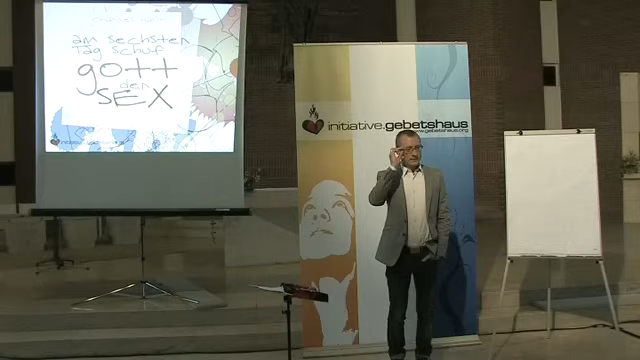 am sechsten
Tag schuf
gott
den
SEX
initiative.gebetshaus
www.gebetshaus.org